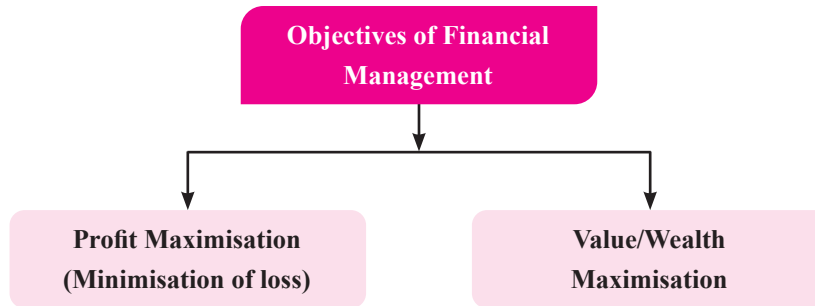 Objectives of Financial
Management
Profit Maximisation
(Minimisation of loss)
Value/Wealth
Maximisation